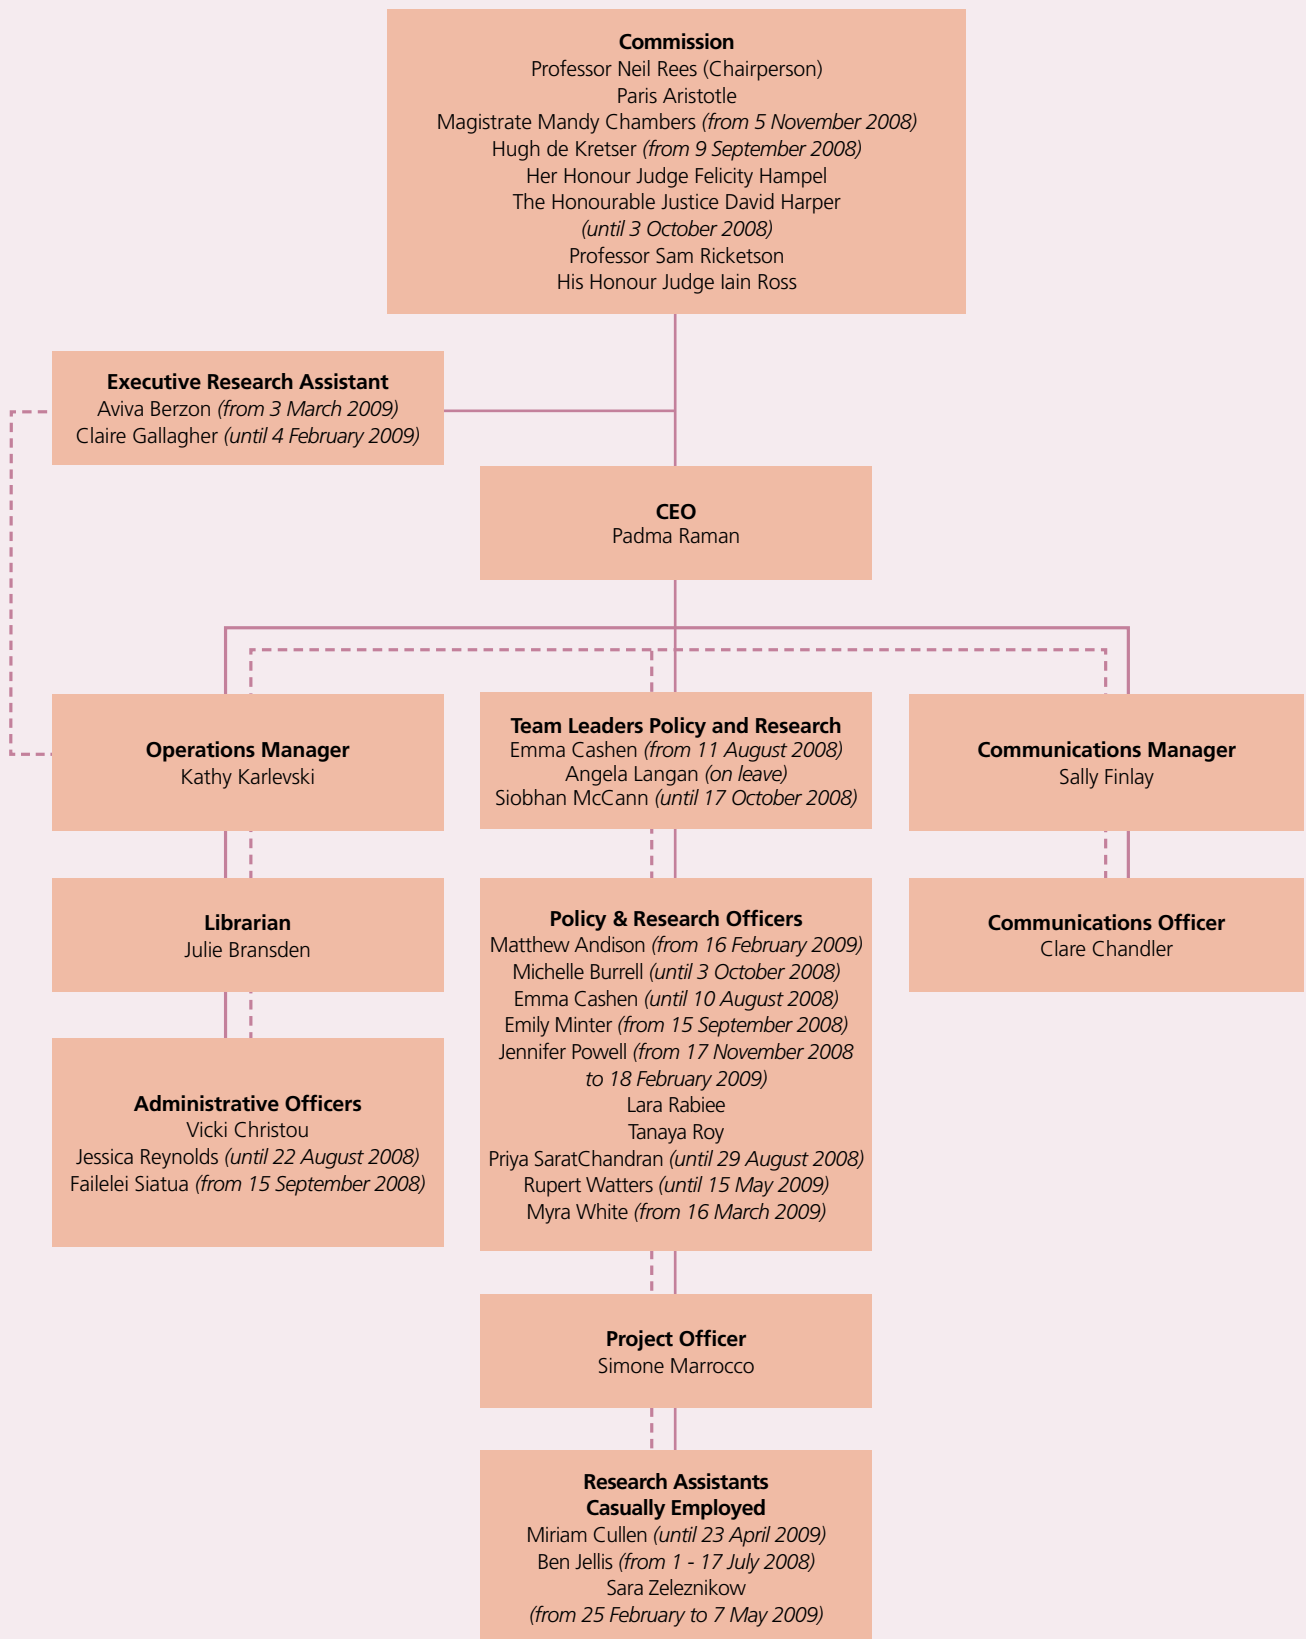 Commission
Professor Neil Rees (Chairperson)
Paris Aristotle
Magistrate Mandy Chambers (from 5 November 2008)
Hugh de Kretser (from 9 September 2008)
Her Honour Judge Felicity Hampel
The Honourable Justice David Harper
(until 3 October 2008)
Professor Sam Ricketson
His Honour Judge Iain Ross
Executive Research Assistant
Aviva Berzon (from 3 March 2009)
Claire Gallagher (until 4 February 2009)
CEO
Padma Raman
Operations Manager
Kathy Karlevski
Team Leaders Policy and Research
Emma Cashen (from 11 August 2008)
Angela Langan (on leave)
Siobhan McCann (until 17 October 2008)
Communications Manager
Sally Finlay
Librarian
Julie Bransden
Policy & Research Officers
Matthew Andison (from 16 February 2009)
Michelle Burrell (until 3 October 2008)
Emma Cashen (until 10 August 2008)
Emily Minter (from 15 September 2008)
Jennifer Powell (from 17 November 2008
to 18 February 2009)
Lara Rabiee
Tanaya Roy
Priya SaratChandran (until 29 August 2008)
Rupert Watters (until 15 May 2009)
Myra White (from 16 March 2009)
Communications Officer
Clare Chandler
Administrative Officers
Vicki Christou
Jessica Reynolds (until 22 August 2008)
Failelei Siatua (from 15 September 2008)
Project Officer
Simone Marrocco
Research Assistants
Casually Employed
Miriam Cullen (until 23 April 2009)
Ben Jellis (from 1 - 17 July 2008)
Sara Zeleznikow
(from 25 February to 7 May 2009)